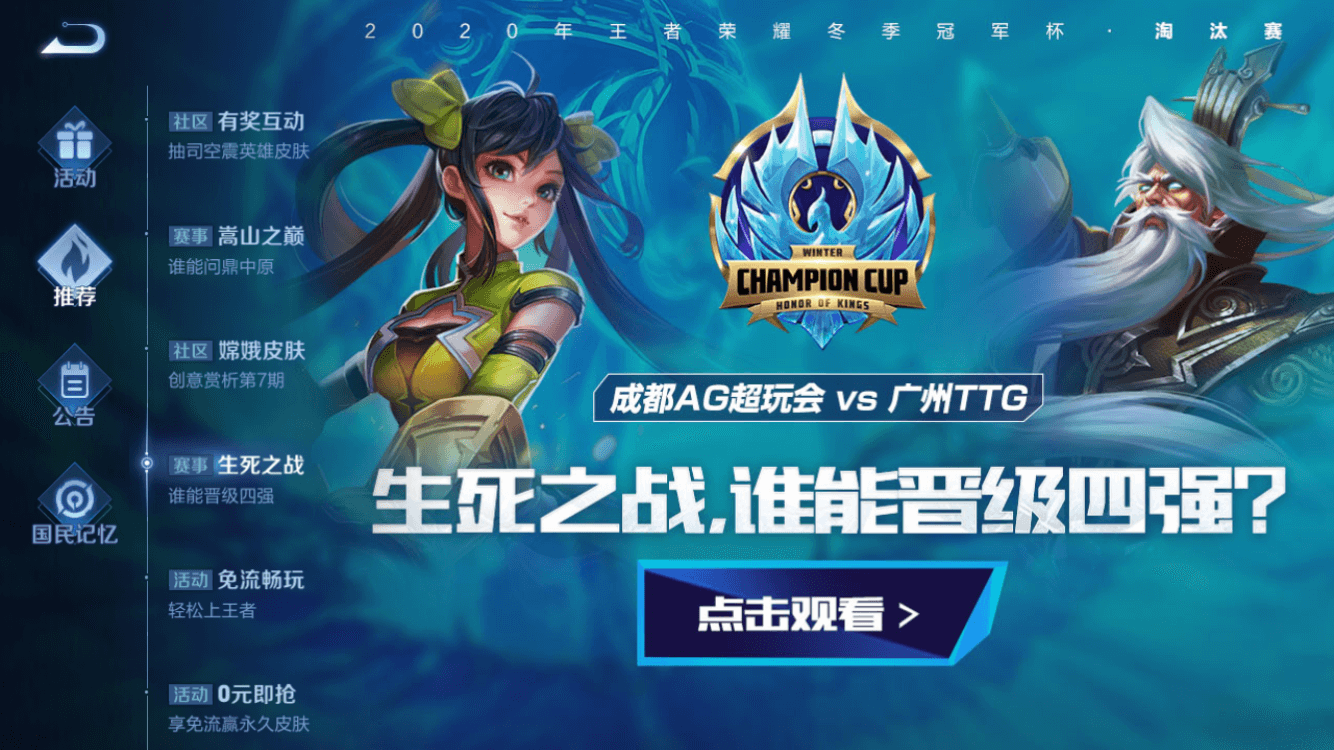 2020年王者荣耀冬季冠军杯·淘汰赛
活动
推荐
公告
国民记忆
社区 有奖互动
抽司空震英雄皮肤
赛事 嵩山之巅
谁能问鼎中原
社区 嫦娥皮肤
创意赏析第7期
赛事 生死之战
谁能晋级四强
活动 免流畅玩
轻松上王者
活动 0元即抢
享免流赢永久皮肤
WINTER
CHAMPION CUP
HONOR OF KINGS
成都AG超玩会 vs 广州TTG
生死之战,谁能晋级四强?
点击观看 >